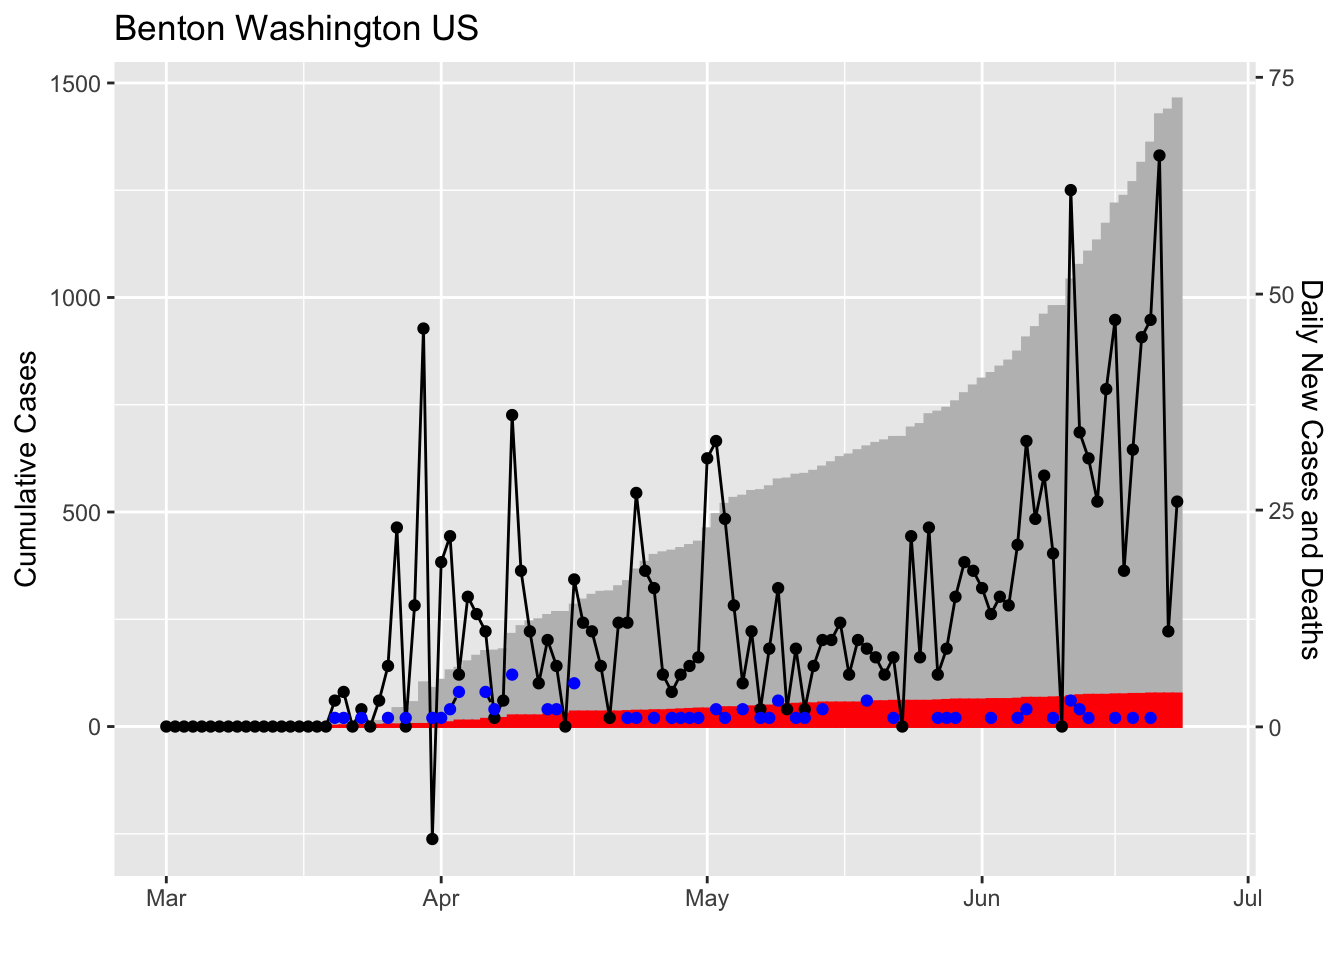 Benton Washington US
1500
1000
500
0
Cumulative Cases
75
50
25
0
Daily New Cases and Deaths
Mar
Apr
May
Jun
Jul